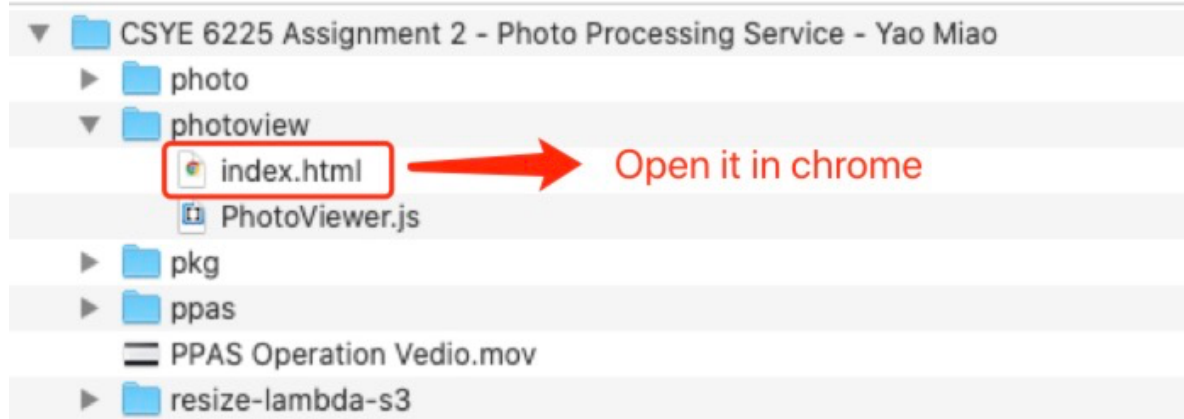 CSYE 6225 Assignment 2 - Photo Processing Service - Yao Miao
photo
photoview
index.html Open it in chrome
PhotoViewer.js
pkg
ppas
PPAS Operation Vedio.mov
resize-lambda-s3